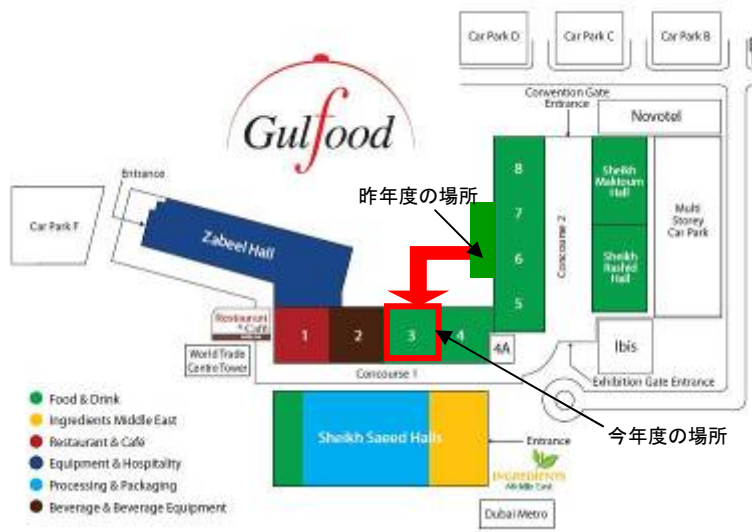 Car Park D
Car Park C
Car Park B
Convention Gate
Entrance
Novotel
Gulfood
Entrance
Car Park F
Zabeel Hall
昨年度の場所
8
7
6
5
Concourse 2
Sheikh
Maktoum
Hall
Sheikh
Rashid
Hall
Multi
Storey
Car Park
Restaurant
& Café
1
2
3
4
4A
Ibis
World Trade
Centre Tower
Concourse 1
Exhibition Gate Entrance
Food & Drink
Ingredients Middle East
Restaurant & Café
Equipment & Hospitality
Processing & Packaging
Beverage & Beverage Equipment
Sheikh Saeed Halls
Entrance
今年度の場所
INGREDIENTS
Middle East
Dubai Metro